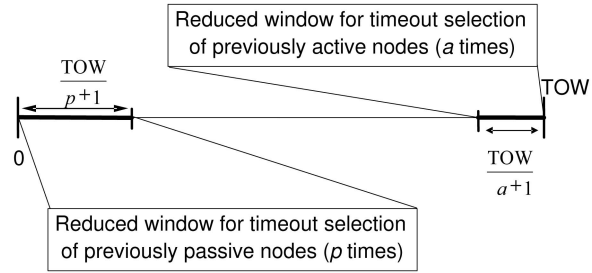 Reduced window for timeout selection
of previously active nodes (a times)
TOW
p+1
TOW
0
TOW
a+1
Reduced window for timeout selection
of previously passive nodes (p times)